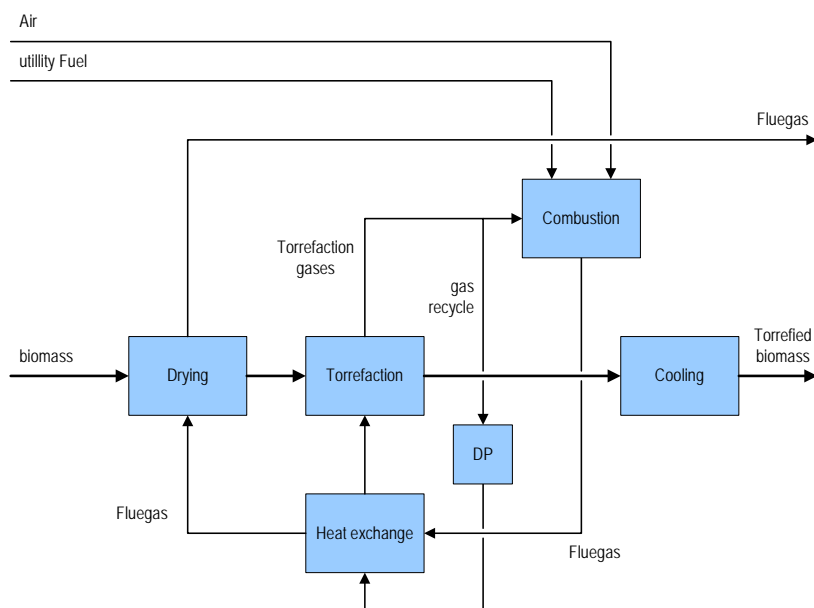 Air
utillity Fuel
Fluegas
Combustion
Torrefaction
gases
gas
recycle
biomass
Drying
Torrefaction
Cooling
Torrefied
biomass
DP
Fluegas
Heat exchange
Fluegas